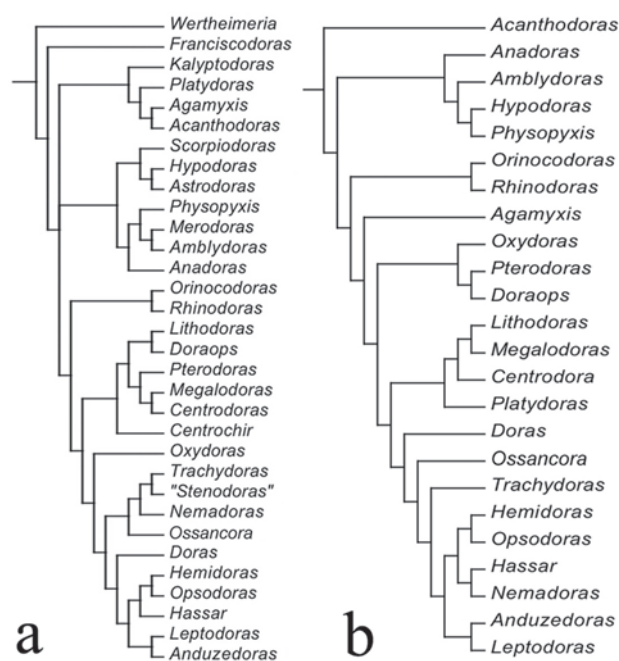 Wertheimeria
Franciscodoras
Kalyptodoras
Platydoras
Agamyxis
Acanthodoras
Scorpiodoras
Hypodoras
Astrodoras
Physopyxis
Merodoras
Amblydoras
Anadoras
Orinocodoras
Rhinodoras
Lithodoras
Doraops
Pterodoras
Megalodoras
Centrodoras
Centrochir
Oxydoras
Trachydoras
"Stenodoras"
Nemadoras
Ossancora
Doras
Hemidoras
Opsodoras
Hassar
Leptodoras
Anduzedoras
a
Acanthodoras
Anadoras
Amblydoras
Hypodoras
Physopyxis
Orinocodoras
Rhinodoras
Agamyxis
Oxydoras
Pterodoras
Doraops
Lithodoras
Megalodoras
Centrodora
Platydoras
Doras
Ossancora
Trachydoras
Hemidoras
Opsodoras
Hassar
Nemadoras
Anduzedoras
Leptodoras
b